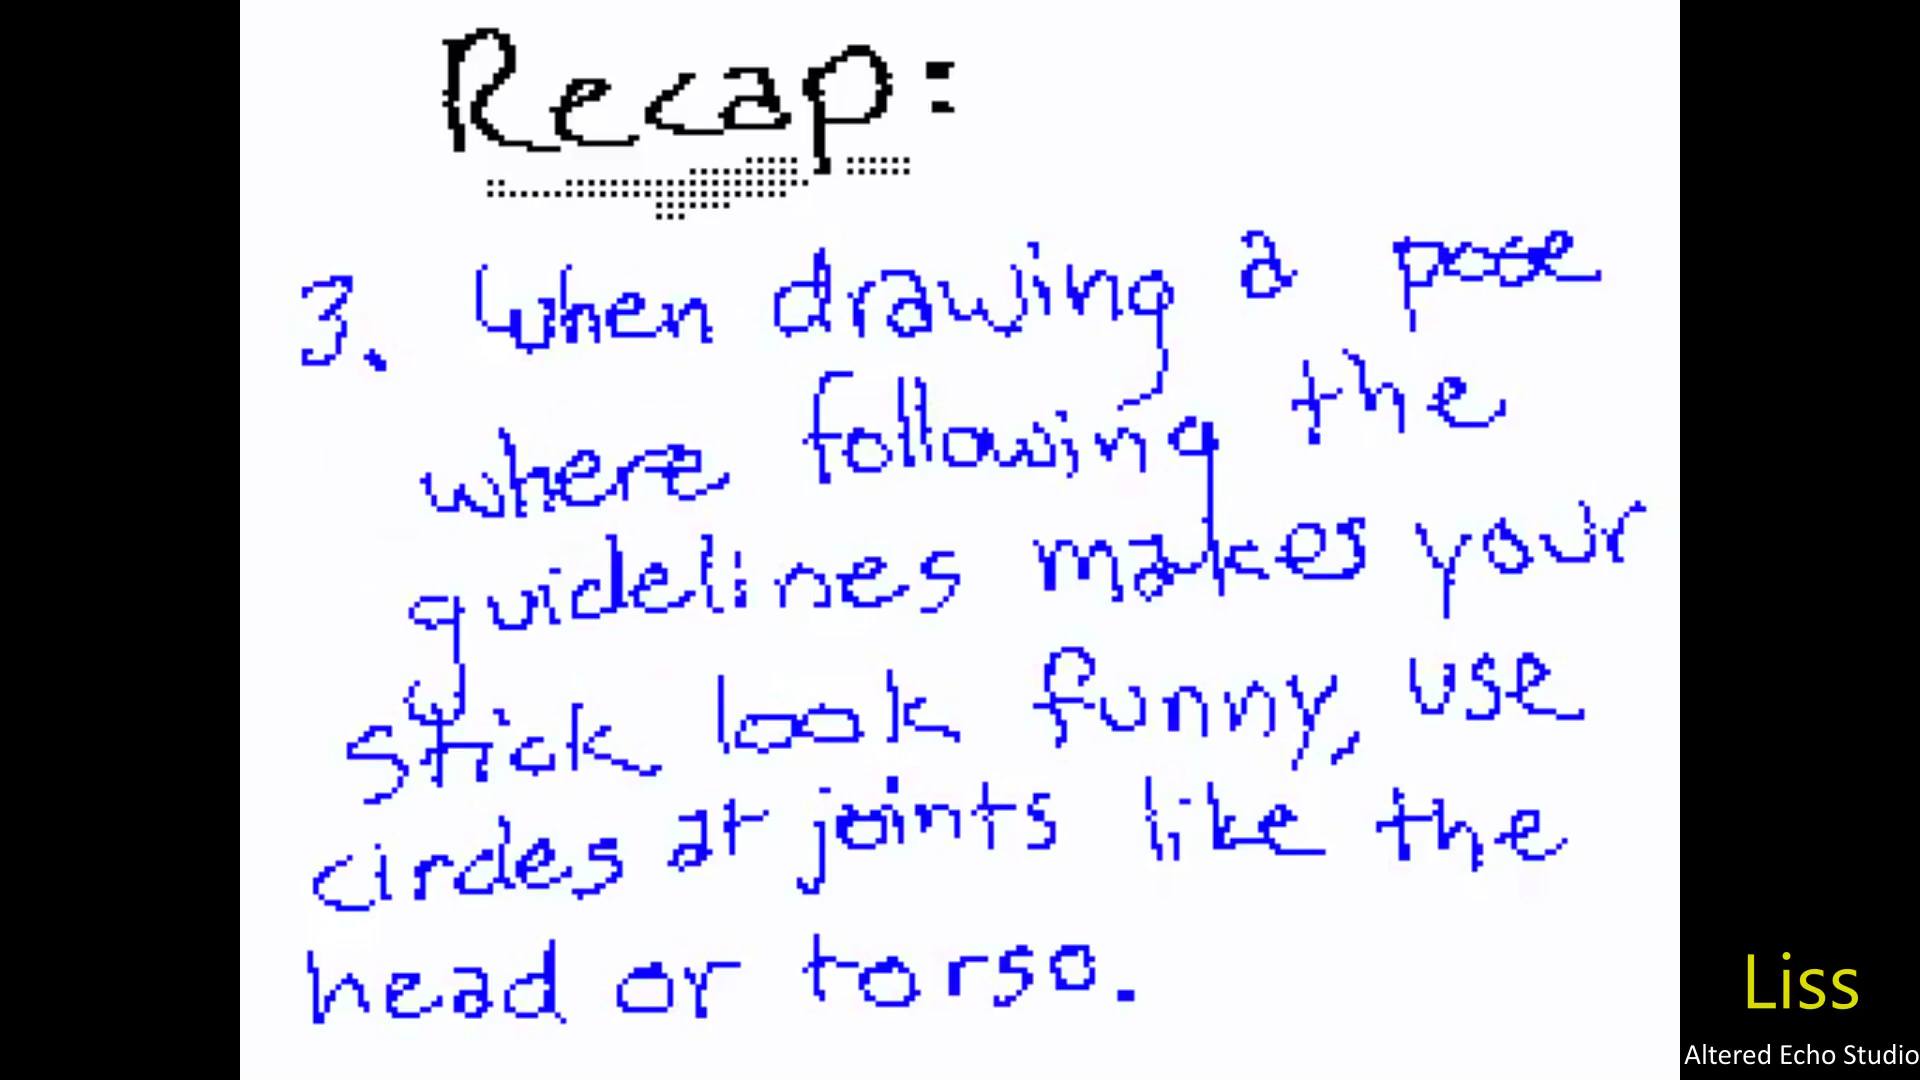 Recap:
3. When drawing a pose
where following the
guidelines makes your
stick look funny, use
circles at joints like the
head or torso.
Liss
Altered Echo Studio